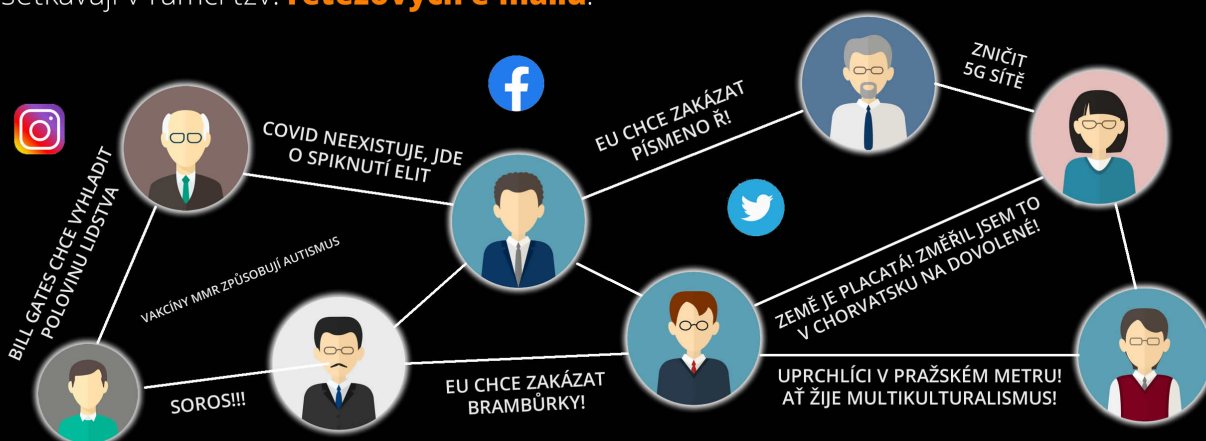 setkávají v rámci tzv. řetězových e-mailů.
ZNIČIT
5G SÍTĚ
EU CHCE ZAKÁZAT
PÍSMENO Ř!
COVID NEEXISTUJE, JDE
O SPIKNUTÍ ELIT
BILL GATES CHCE VYHLADIT
POLOVINU LIDSTVA
VAKCÍNY MMR ZPŮSOBUJÍ AUTISMUS
ZEMĚ JE PLACATÁ! ZMĚŘIL JSEM TO
V CHORVATSKU NA DOVOLENÉ!
SOROS!!!
EU CHCE ZAKÁZAT
BRAMBŮRKY!
UPRCHLÍCI V PRAŽSKÉM METRU!
AŤ ŽIJE MULTIKULTURALISMUS!